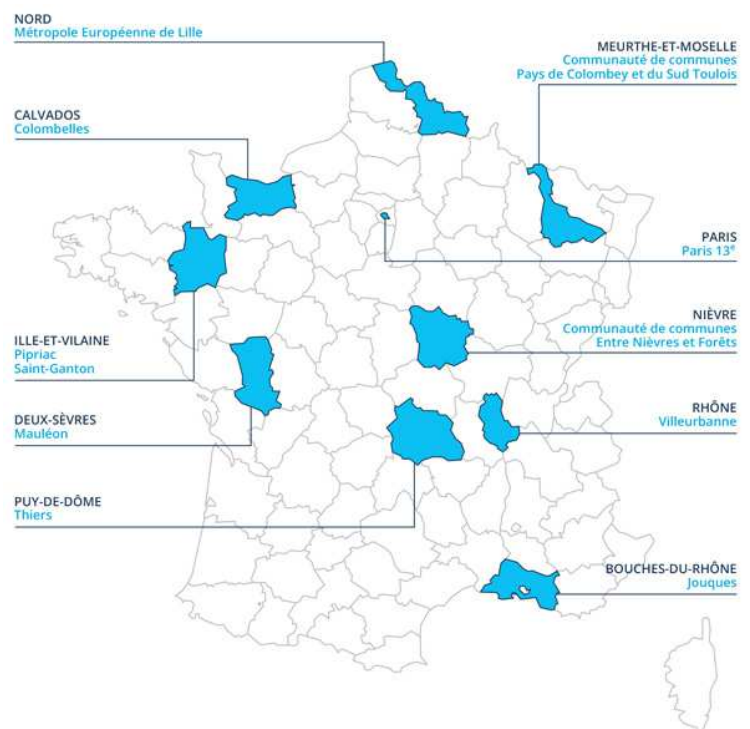 NORD
Métropole Européenne de Lille
MEURTHE-ET-MOSELLE
Communauté de communes
Pays de Colombey et du Sud Toulois
CALVADOS
Colombelles
PARIS
Paris 13e
NIÈVRE
Communauté de communes
Entre Nièvres et Forêts
ILLE-ET-VILAINE
Pipriac
Saint-Ganton
RHÔNE
Villeurbanne
DEUX-SÈVRES
Mauléon
PUY-DE-DÔME
Thiers
BOUCHES-DU-RHÔNE
Jouques